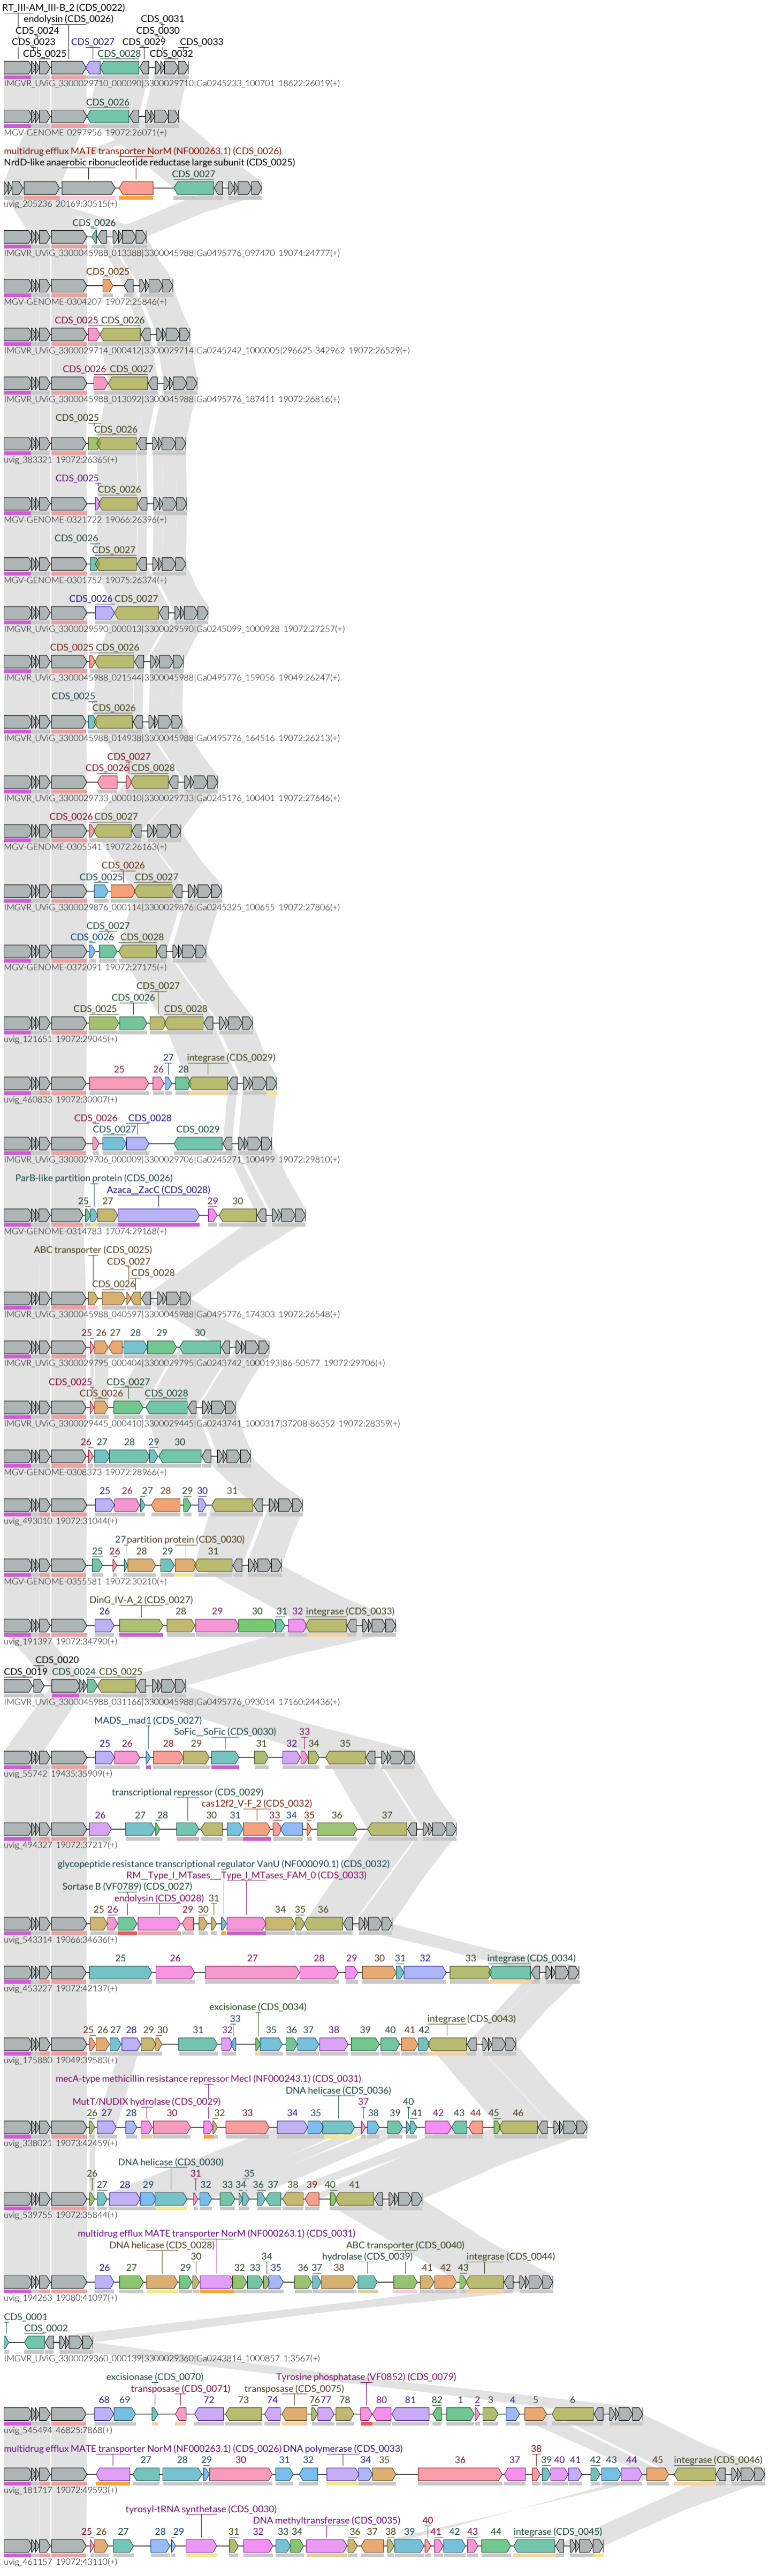 RT_III-AM_III-B_2 (CDS_0022)
endolysin (CDS_0026) CDS_0031
CDS_0024 CDS_0030
CDS_0023 CDS_0027 CDS_0029 CDS_0033
CDS_0025 CDS_0028 CDS_0032
IMGVR_UViG_3300029710_000090|3300029710|Ga0245233_100701 18622:26019(+)
CDS_0026
MGV-GENOME-0297956 19072:26071(+)
multidrug efflux MATE transporter NorM (NF000263.1) (CDS_0026)
NrdD-like anaerobic ribonucleotide reductase large subunit (CDS_0025)
CDS_0027
uvig_205236 20169:30515(+)
CDS_0026
IMGVR_UViG_3300045988_013388|3300045988|Ga0495776_097470 19074:24777(+)
CDS_0025
MGV-GENOME-0304207 19072:25846(+)
CDS_0025 CDS_0026
IMGVR_UViG_3300029714_000412|3300029714|Ga0245242_1000005|296625-342962 19072:26529(+)
CDS_0026 CDS_0027
IMGVR_UViG_3300045988_013092|3300045988|Ga0495776_187411 19072:26816(+)
CDS_0025
CDS_0026
uvig_383321 19072:26365(+)
CDS_0025
CDS_0026
MGV-GENOME-0321722 19066:26396(+)
CDS_0026
CDS_0027
MGV-GENOME-0301752 19075:26374(+)
CDS_0026 CDS_0027
IMGVR_UViG_3300029590_000013|3300029590|Ga0245099_1000928 19072:27257(+)
CDS_0025 CDS_0026
IMGVR_UViG_3300045988_021544|3300045988|Ga0495776_159056 19049:26247(+)
CDS_0025
CDS_0026
IMGVR_UViG_3300045988_014938|3300045988|Ga0495776_164516 19072:26213(+)
CDS_0027
CDS_0026 CDS_0028
IMGVR_UViG_3300029733_000010|3300029733|Ga0245176_100401 19072:27646(+)
CDS_0026 CDS_0027
MGV-GENOME-0305541 19072:26163(+)
CDS_0026
CDS_0025 CDS_0027
IMGVR_UViG_3300029876_000114|3300029876|Ga0245325_100655 19072:27806(+)
CDS_0027
CDS_0026 CDS_0028
MGV-GENOME-0372091 19072:27175(+)
CDS_0027
CDS_0026
CDS_0025 CDS_0028
uvig_121651 19072:29045(+)
27 integrase (CDS_0029)
25 26 28
uvig_460833 19072:30007(+)
CDS_0026 CDS_0028
CDS_0027 CDS_0029
IMGVR_UViG_3300029706_000009|3300029706|Ga0245271_100499 19072:29810(+)
ParB-like partition protein (CDS_0026)
Azaca__ZacC (CDS_0028)
25 27 29 30
MGV-GENOME-0314783 17074:29168(+)
ABC transporter (CDS_0025)
CDS_0027
CDS_0028
CDS_0026
IMGVR_UViG_3300045988_040597|3300045988|Ga0495776_174303 19072:26548(+)
25 26 27 28 29 30
IMGVR_UViG_3300029795_000404|3300029795|Ga0243742_1000193|86-50577 19072:29706(+)
CDS_0025 CDS_0027
CDS_0026 CDS_0028
IMGVR_UViG_3300029445_000410|3300029445|Ga0243741_1000317|37208-86352 19072:28359(+)
26 27 28 29 30
MGV-GENOME-0308373 19072:28966(+)
25 26 27 28 29 30 31
uvig_493010 19072:31044(+)
27 partition protein (CDS_0030)
25 26 28 29 31
MGV-GENOME-0355581 19072:30210(+)
DinG_IV-A_2 (CDS_0027)
26 28 29 30 31 32 integrase (CDS_0033)
uvig_191397 19072:34790(+)
CDS_0020
CDS_0019 CDS_0024 CDS_0025
IMGVR_UViG_3300045988_031166|3300045988|Ga0495776_093014 17160:24436(+)
MADS__mad1 (CDS_0027)
SoFic__SoFic (CDS_0030) 33
25 26 28 29 31 32 34 35
uvig_55742 19435:35909(+)
transcriptional repressor (CDS_0029)
cas12f2_V-F_2 (CDS_0032)
26 27 28 30 31 33 34 35 36 37
uvig_494327 19072:37217(+)
glycopeptide resistance transcriptional regulator VanU (NF000090.1) (CDS_0032)
RM__Type_I_MTases__Type_I_MTases_FAM_0 (CDS_0033)
Sortase B (VF0789) (CDS_0027)
endolysin (CDS_0028) 31
25 26 29 30 34 35 36
uvig_543314 19066:34636(+)
25 26 27 28 29 30 31 32 33 integrase (CDS_0034)
uvig_453227 19072:42137(+)
excisionase (CDS_0034)
33 integrase (CDS_0043)
25 26 27 28 29 30 31 32 35 36 37 38 39 40 41 42
uvig_175880 19049:39583(+)
mecA-type methicillin resistance repressor MecI (NF000243.1) (CDS_0031)
DNA helicase (CDS_0036)
MutT/NUDIX hydrolase (CDS_0029) 37 40
26 27 28 30 32 33 34 35 38 39 41 42 43 44 45 46
uvig_338021 19073:42459(+)
DNA helicase (CDS_0030)
26 31 35
27 28 29 32 33 34 36 37 38 39 40 41
uvig_539755 19072:35844(+)
multidrug efflux MATE transporter NorM (NF000263.1) (CDS_0031)
DNA helicase (CDS_0028) ABC transporter (CDS_0040)
30 34 hydrolase (CDS_0039) integrase (CDS_0044)
26 27 29 32 33 35 36 37 38 41 42 43
uvig_194263 19080:41097(+)
CDS_0001
CDS_0002
IMGVR_UViG_3300029360_000139|3300029360|Ga0243814_1000857 1:3567(+)
excisionase (CDS_0070) Tyrosine phosphatase (VF0852) (CDS_0079)
transposase (CDS_0071) transposase (CDS_0075)
68 69 72 73 74 76 77 78 80 81 82 1 2 3 4 5 6
uvig_545494 46825:7868(+)
multidrug efflux MATE transporter NorM (NF000263.1) (CDS_0026) DNA polymerase (CDS_0033) 38
27 28 29 30 31 32 34 35 36 37 39 40 41 42 43 44 45 integrase (CDS_0046)
uvig_181717 19072:49593(+)
tyrosyl-tRNA synthetase (CDS_0030)
DNA methyltransferase (CDS_0035) 40
25 26 27 28 29 31 32 33 34 36 37 38 39 41 42 43 44 integrase (CDS_0045)
uvig_461157 19072:43110(+)